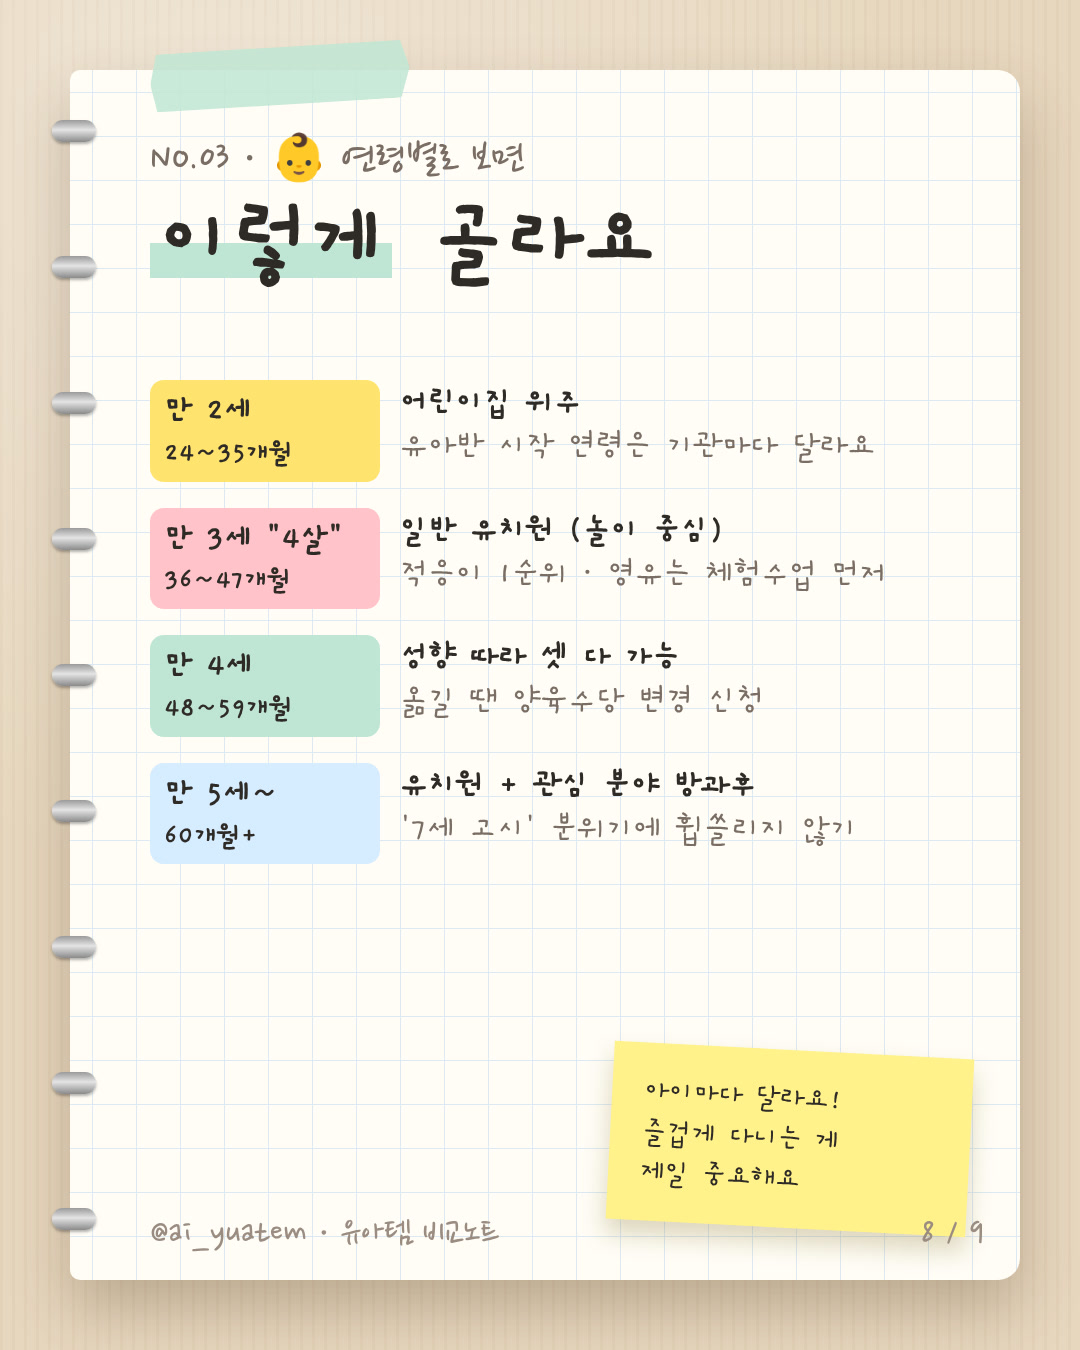 NO.03 · 👶 연령별로 보면
이렇게 골라요
만 2세
24~35개월
어린이집 위주
유아반 시작 연령은 기관마다 달라요
만 3세 "4살"
36~47개월
일반 유치원 (놀이 중심)
적응이 1순위 · 영유는 체험수업 먼저
만 4세
48~59개월
성향 따라 셋 다 가능
옮길 땐 양육수당 변경 신청
만 5세~
60개월+
유치원 + 관심 분야 방과후
'7세 고시' 분위기에 휩쓸리지 않기
아이마다 달라요!
즐겁게 다니는 게
제일 중요해요
@ai_yuatem · 유아템 비교노트
8 / 9